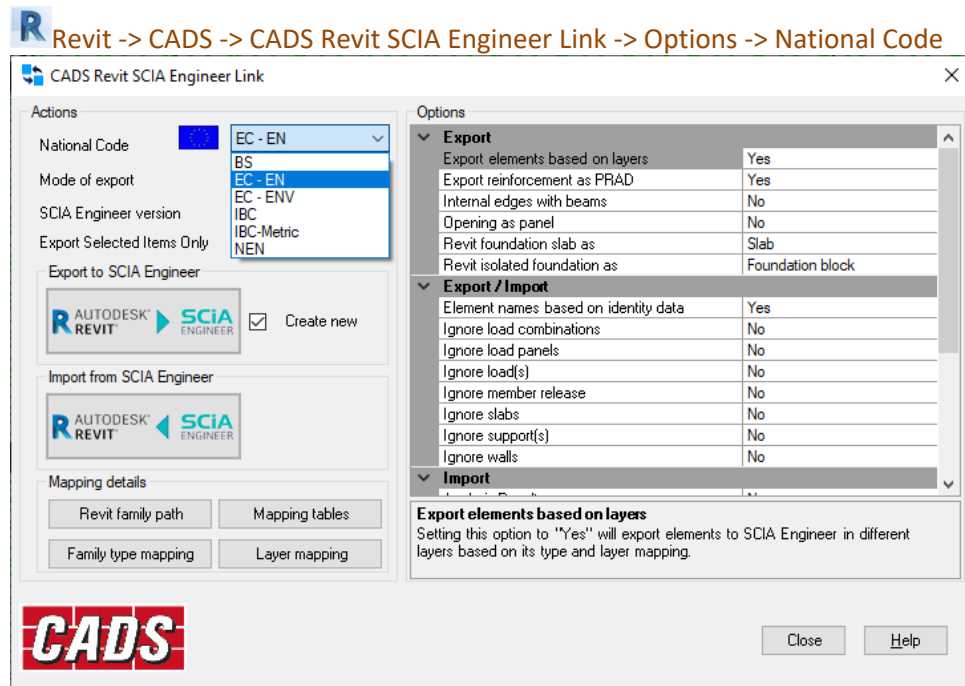 Revit -> CADS -> CADS Revit SCIA Engineer Link -> Options -> National Code
CADS Revit SCIA Engineer Link
Actions
National Code
EC - EN
BS
EC - EN
EC - ENV
IBC
IBC-Metric
NEN
Mode of export
SCIA Engineer version
Export Selected Items Only
Export to SCIA Engineer
R AUTODESK® REVIT® SCiA ENGINEER
Create new
Import from SCIA Engineer
R AUTODESK® REVIT® SCiA ENGINEER
Mapping details
Revit family path
Mapping tables
Family type mapping
Layer mapping
Options
Export
Export elements based on layers Yes
Export reinforcement as PRAD Yes
Internal edges with beams No
Opening as panel No
Revit foundation slab as Slab
Revit isolated foundation as Foundation block
Export / Import
Element names based on identity data Yes
Ignore load combinations No
Ignore load panels No
Ignore load(s) No
Ignore member release No
Ignore slabs No
Ignore support(s) No
Ignore walls No
Import
Export elements based on layers
Setting this option to "Yes" will export elements to SCIA Engineer in different
layers based on its type and layer mapping.
CADS
Close
Help